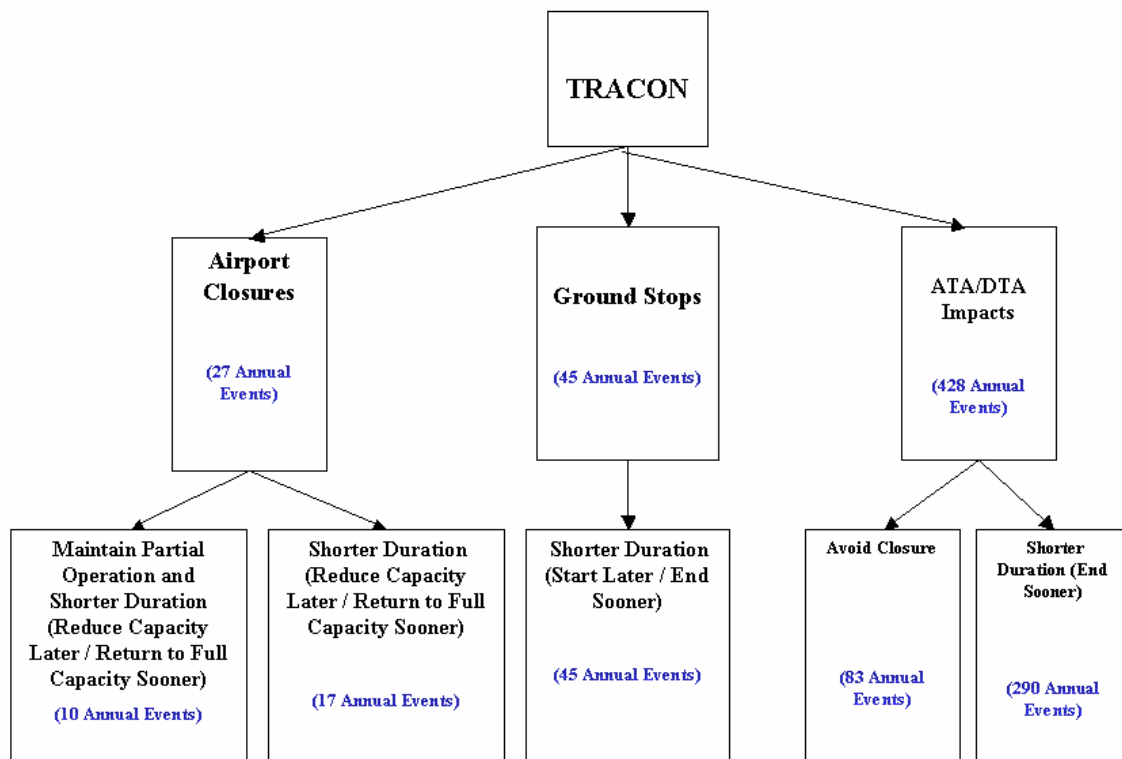 TRACON
Airport
Closures
(27 Annual
Events)
Ground Stops
(45 Annual Events)
ATA/DTA
Impacts
(428 Annual
Events)
Maintain Partial
Operation and
Shorter Duration
(Reduce Capacity
Later / Return to Full
Capacity Sooner)
(10 Annual Events)
Shorter Duration
(Reduce Capacity
Later / Return to Full
Capacity Sooner)
(17 Annual Events)
Shorter Duration
(Start Later / End
Sooner)
(45 Annual Events)
Avoid Closure
(83 Annual
Events)
Shorter
Duration (End
Sooner)
(290 Annual
Events)